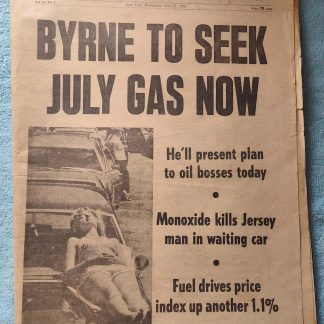 BYRNE TO SEEK
JULY GAS NOW
He'll present plan
to oil bosses today
Monoxide kills Jersey
man in waiting car
Fuel drives price
index up another 1.1%